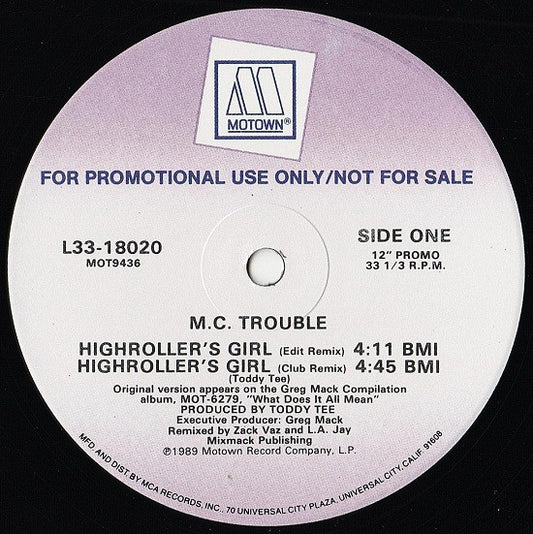 MOTOWN®
FOR PROMOTIONAL USE ONLY/NOT FOR SALE
L33-18020
MOT9436
SIDE ONE
12" PROMO
33 1/3 R.P.M.
M.C. TROUBLE
HIGHROLLER'S GIRL (Edit Remix) 4:11 BMI
HIGHROLLER'S GIRL (Club Remix) 4:45 BMI
(Toddy Tee)
Original version appears on the Greg Mack Compilation
album, MOT-6279, "What Does It All Mean"
PRODUCED BY TODDY TEE
Executive Producer: Greg Mack
Remixed by Zack Vaz and L.A. Jay
Mixmack Publishing
℗1989 Motown Record Company, L.P.
MFD. AND DIST. BY MCA RECORDS, INC., 70 UNIVERSAL CITY PLAZA, UNIVERSAL CITY, CALIF. 91608